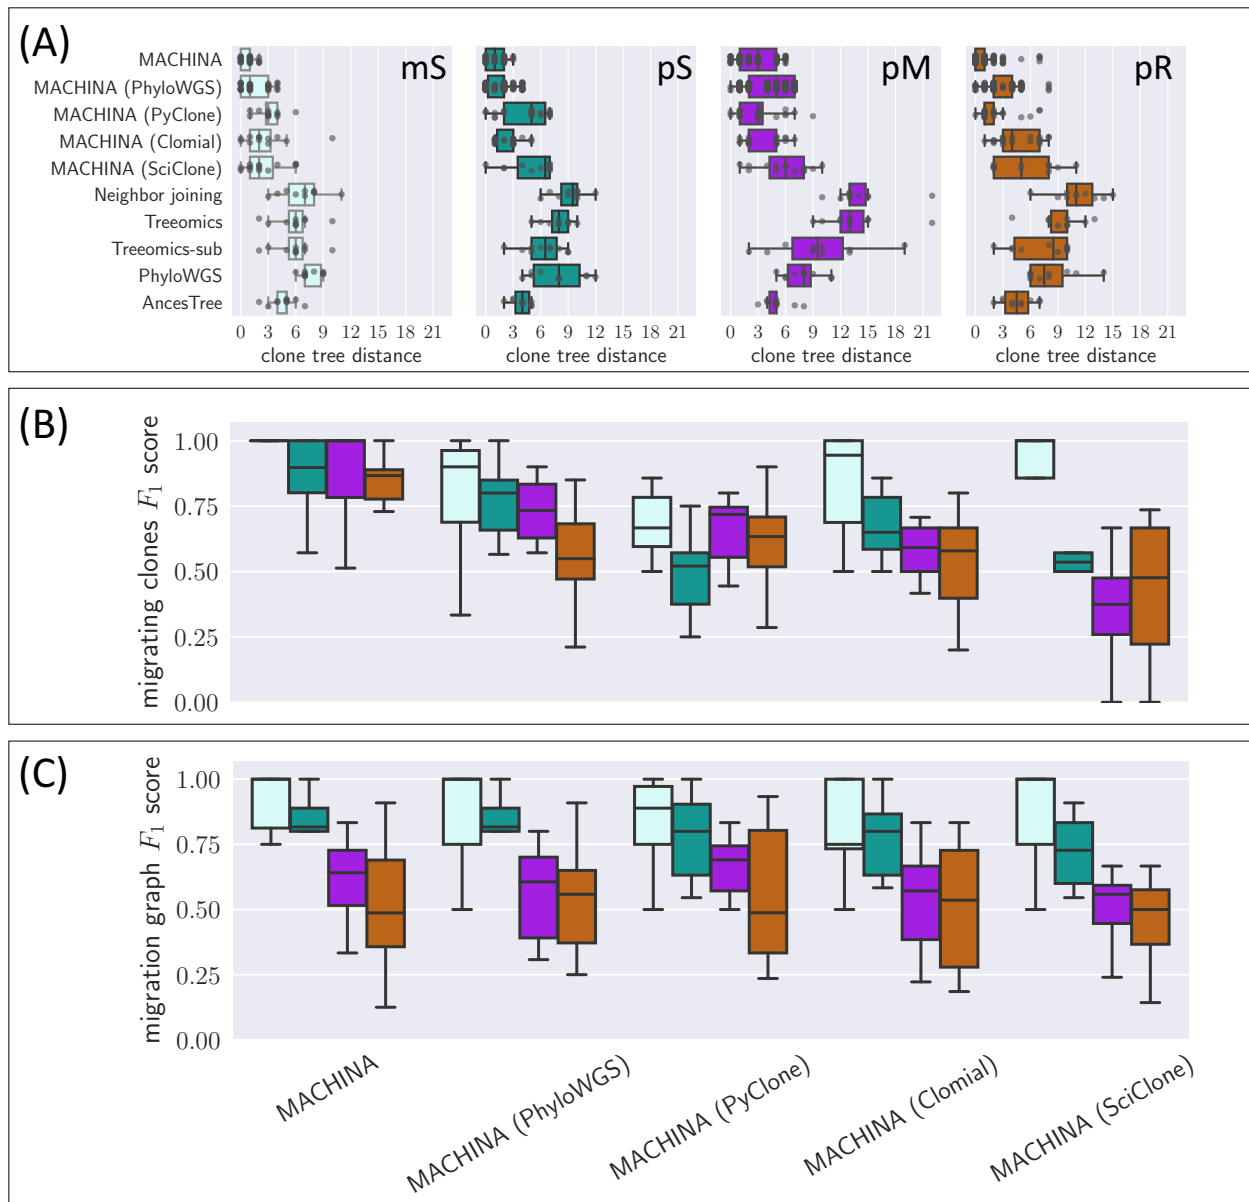 (A)
mS
pS
pM
pR
MACHINA
MACHINA (PhyloWGS)
MACHINA (PyClone)
MACHINA (Clomial)
MACHINA (SciClone)
Neighbor joining
Treeomics
Treeomics-sub
PhyloWGS
AncesTree
0 3 6 9 12 15 18 21
0 3 6 9 12 15 18 21
0 3 6 9 12 15 18 21
0 3 6 9 12 15 18 21
clone tree distance
clone tree distance
clone tree distance
clone tree distance
(B)
migrating clones F1 score
1.00
0.75
0.50
0.25
0.00
(C)
migration graph F1 score
1.00
0.75
0.50
0.25
0.00
MACHINA
MACHINA (PhyloWGS)
MACHINA (PyClone)
MACHINA (Clomial)
MACHINA (SciClone)